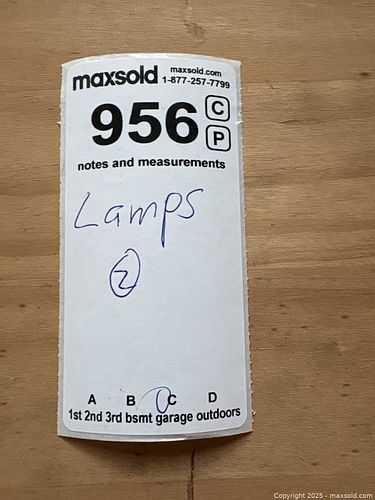 maxsold maxsold.com
1-877-257-7799
956 C
P
notes and measurements
Lamps
2
A B C D
1st 2nd 3rd bsmt garage outdoors
Copyright 2025 - maxsold.com